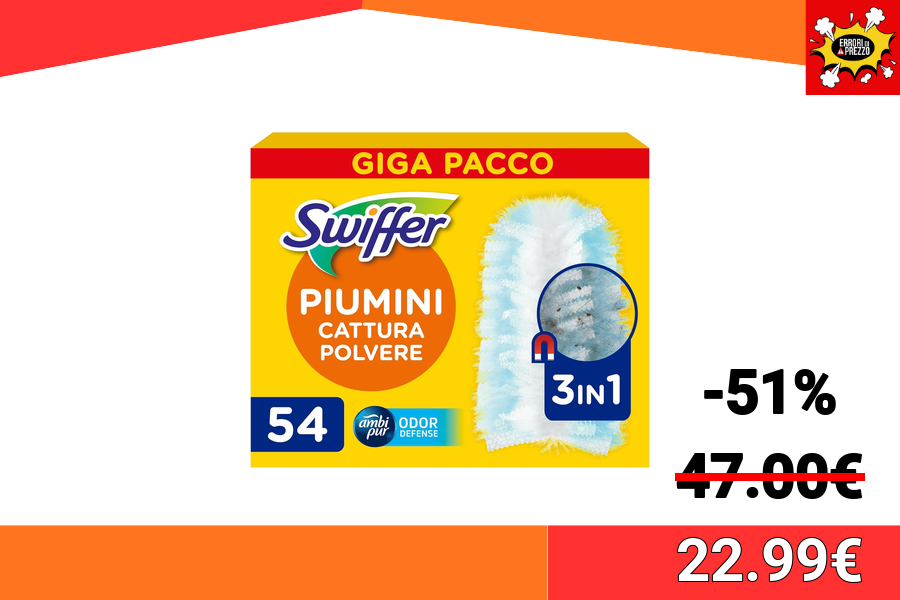 ERRORI DI
PREZZO
GIGA PACCO
Swiffer
PIUMINI
CATTURA
POLVERE
3IN1
54
ambi
pur
ODOR
DEFENSE
-51%
47.00€
22.99€